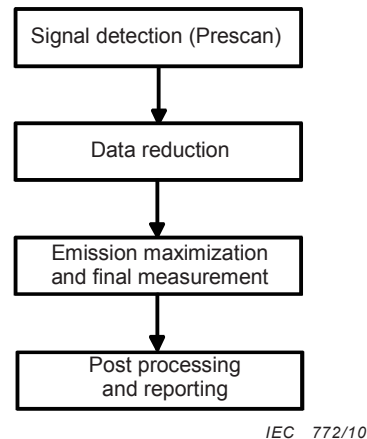 Signal detection (Prescan)
Data reduction
Emission maximization
and final measurement
Post processing
and reporting
IEC 772/10